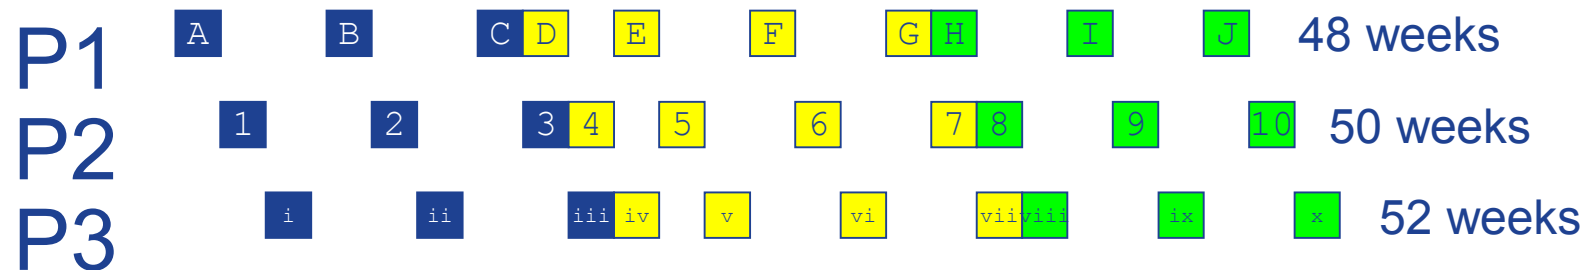 P1 A B C D E F G H I J 48 weeks
P2 1 2 3 4 5 6 7 8 9 10 50 weeks
P3 i ii iii iv v vi vii viii ix x 52 weeks